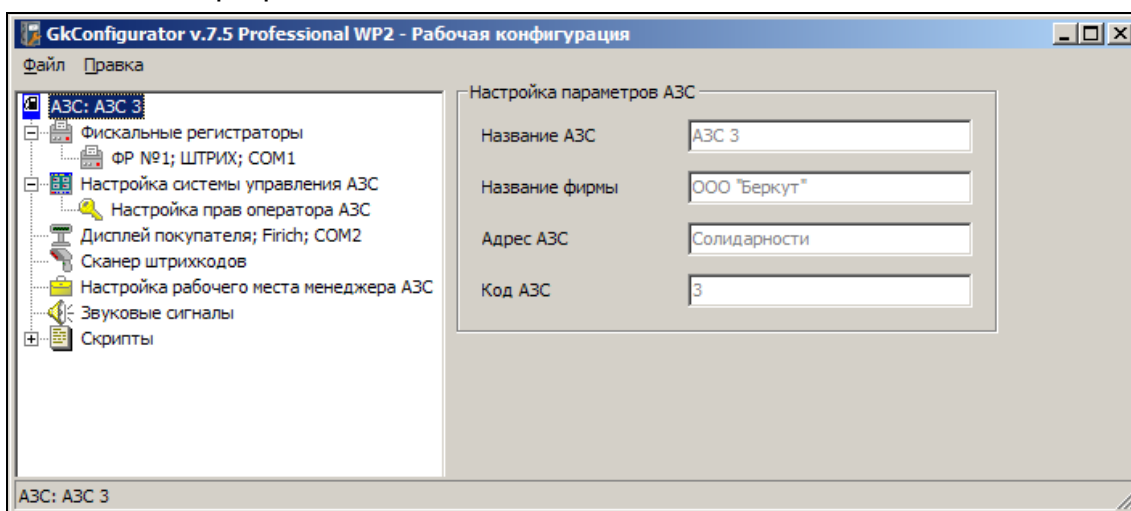 GkConfigurator v.7.5 Professional WP2 - Рабочая конфигурация
Файл Правка
АЗС: АЗС 3
Фискальные регистраторы
ФР №1; ШТРИХ; COM1
Настройка системы управления АЗС
Настройка прав оператора АЗС
Дисплей покупателя; Firich; COM2
Сканер штрихкодов
Настройка рабочего места менеджера АЗС
Звуковые сигналы
Скрипты
Настройка параметров АЗС
Название АЗС АЗС 3
Название фирмы ООО "Беркут"
Адрес АЗС Солидарности
Код АЗС 3
АЗС: АЗС 3